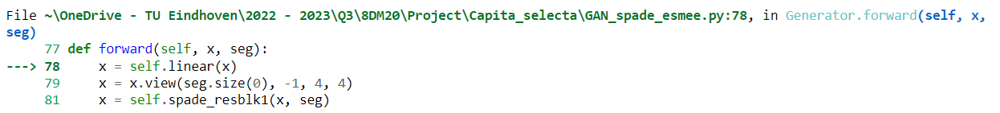 File ~\OneDrive - TU Eindhoven\2022 - 2023\Q3\8DM20\Project\Capita_selecta\GAN_spade_esmee.py:78, in Generator.forward(self, x,
seg)
77 def forward(self, x, seg):
---> 78     x = self.linear(x)
79     x = x.view(seg.size(0), -1, 4, 4)
81     x = self.spade_resblk1(x, seg)